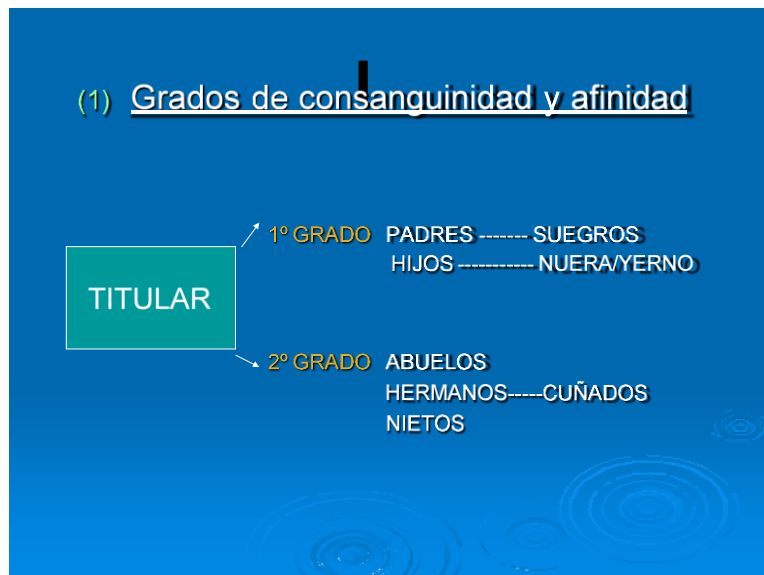 (1) Grados de consanguinidad y afinidad
1º GRADO PADRES ------- SUEGROS
HIJOS ----------- NUERA/YERNO
TITULAR
2º GRADO ABUELOS
HERMANOS-----CUÑADOS
NIETOS